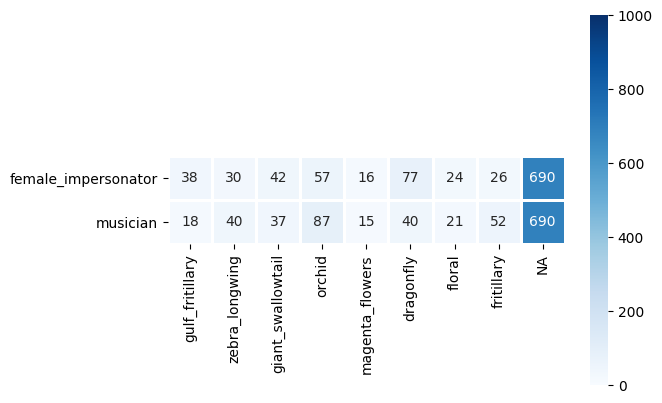 1000
800
600
400
200
0
female_impersonator 38 30 42 57 16 77 24 26 690
musician 18 40 37 87 15 40 21 52 690
gulf_fritillary
zebra_longwing
giant_swallowtail
orchid
magenta_flowers
dragonfly
floral
fritillary
NA